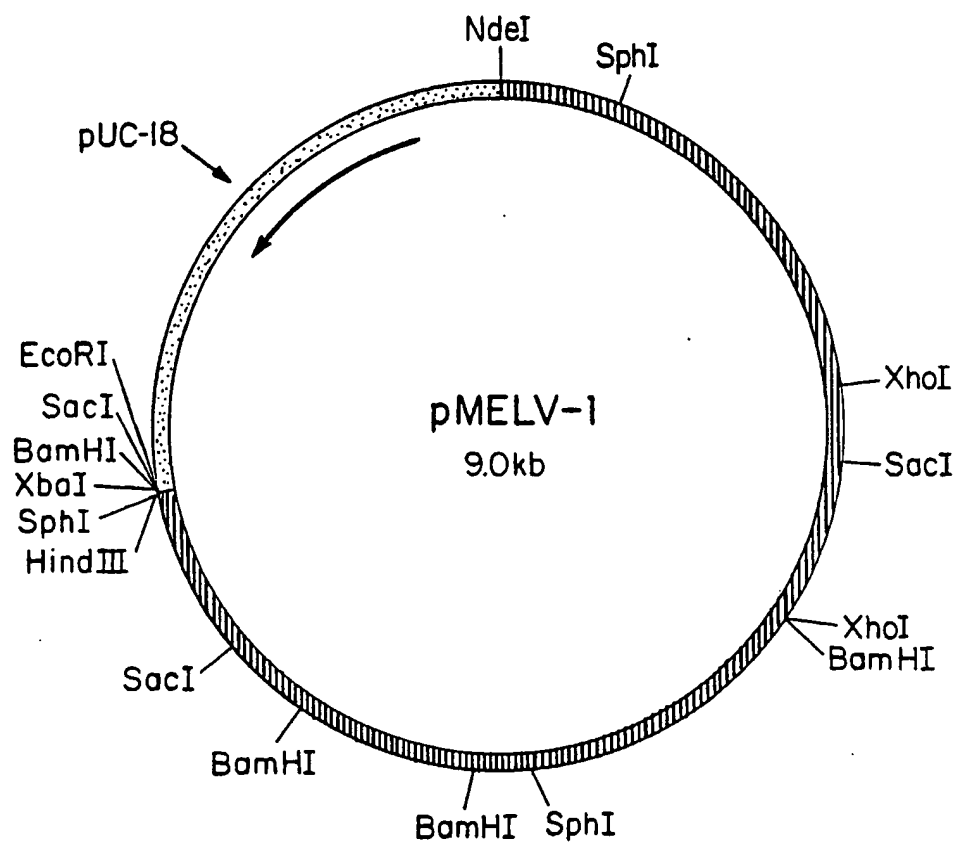 NdeI
SphI
pUC-18
EcoRI
SacI
BamHI
XbaI
SphI
HindIII
pMELV-1
9.0kb
XhoI
SacI
XhoI
BamHI
SacI
BamHI
BamHI
SphI